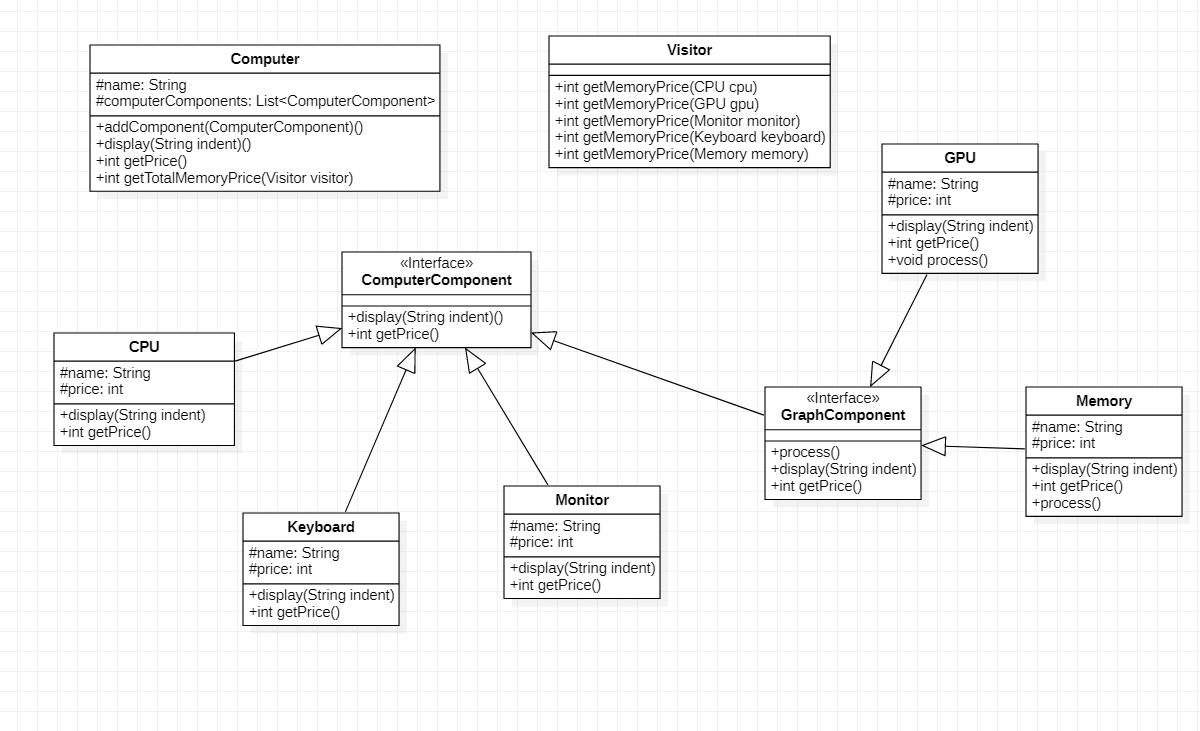 Computer
#name: String
#computerComponents: List<ComputerComponent>
+addComponent(ComputerComponent)()
+display(String indent)()
+int getPrice()
+int getTotalMemoryPrice(Visitor visitor)
Visitor
+int getMemoryPrice(CPU cpu)
+int getMemoryPrice(GPU gpu)
+int getMemoryPrice(Monitor monitor)
+int getMemoryPrice(Keyboard keyboard)
+int getMemoryPrice(Memory memory)
GPU
#name: String
#price: int
+display(String indent)
+int getPrice()
+void process()
«Interface»
ComputerComponent
+display(String indent)()
+int getPrice()
CPU
#name: String
#price: int
+display(String indent)
+int getPrice()
«Interface»
GraphComponent
+process()
+display(String indent)
+int getPrice()
Memory
#name: String
#price: int
+display(String indent)
+int getPrice()
+process()
Keyboard
#name: String
#price: int
+display(String indent)
+int getPrice()
Monitor
#name: String
#price: int
+display(String indent)
+int getPrice()